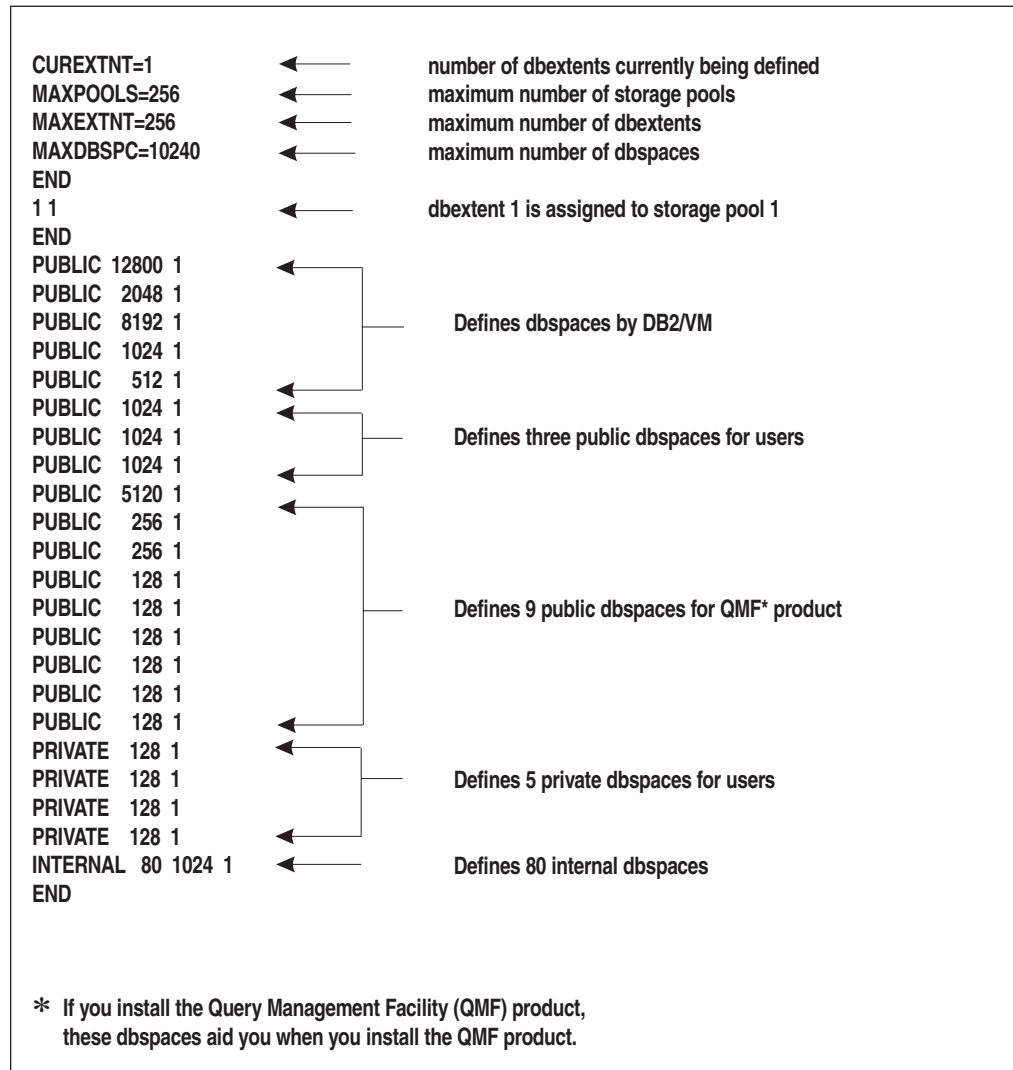 CUREXTNT=1 number of dbextents currently being defined
MAXPOOLS=256 maximum number of storage pools
MAXEXTNT=256 maximum number of dbextents
MAXDBSPC=10240 maximum number of dbspaces
END
1 1 dbextent 1 is assigned to storage pool 1
END
PUBLIC 12800 1
PUBLIC 2048 1
PUBLIC 8192 1 Defines dbspaces by DB2/VM
PUBLIC 1024 1
PUBLIC 512 1
PUBLIC 1024 1
PUBLIC 1024 1 Defines three public dbspaces for users
PUBLIC 1024 1
PUBLIC 5120 1
PUBLIC 256 1
PUBLIC 256 1
PUBLIC 128 1
PUBLIC 128 1 Defines 9 public dbspaces for QMF* product
PUBLIC 128 1
PUBLIC 128 1
PUBLIC 128 1
PUBLIC 128 1
PRIVATE 128 1
PRIVATE 128 1 Defines 5 private dbspaces for users
PRIVATE 128 1
PRIVATE 128 1
INTERNAL 80 1024 1 Defines 80 internal dbspaces
END
* If you install the Query Management Facility (QMF) product,
these dbspaces aid you when you install the QMF product.